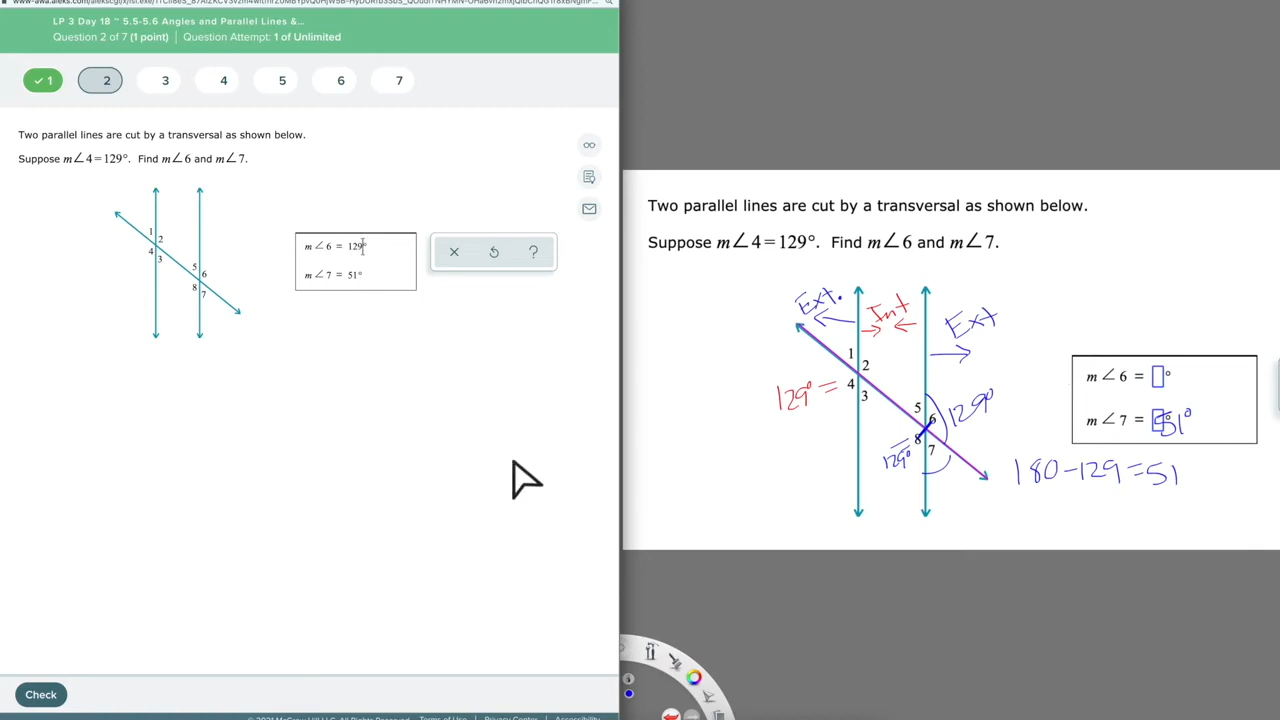 LP 3 Day 18 ~ 5.5-5.6 Angles and Parallel Lines &...
Question 2 of 7 (1 point) | Question Attempt: 1 of Unlimited
✓ 1
2
3
4
5
6
7
Two parallel lines are cut by a transversal as shown below.
Suppose m∠4=129°. Find m∠6 and m∠7.
1
2
4
3
5
6
8
7
m∠6 = 129°
m∠7 = 51°
?
Check
Two parallel lines are cut by a transversal as shown below.
Suppose m∠4=129°. Find m∠6 and m∠7.
Ext.
Int
Ext
1
2
129° =
4
3
5
6
129°
8
129°
7
m∠6 = °
m∠7 = 51°
180-129=51